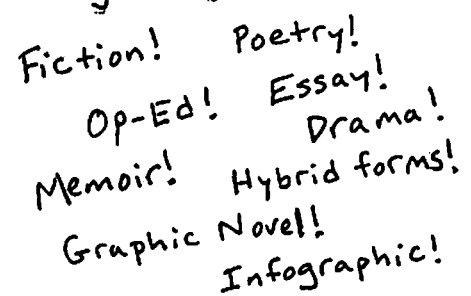 Fiction! Poetry!
Op-Ed! Essay!
Drama!
Memoir! Hybrid forms!
Graphic Novel!
Infographic!